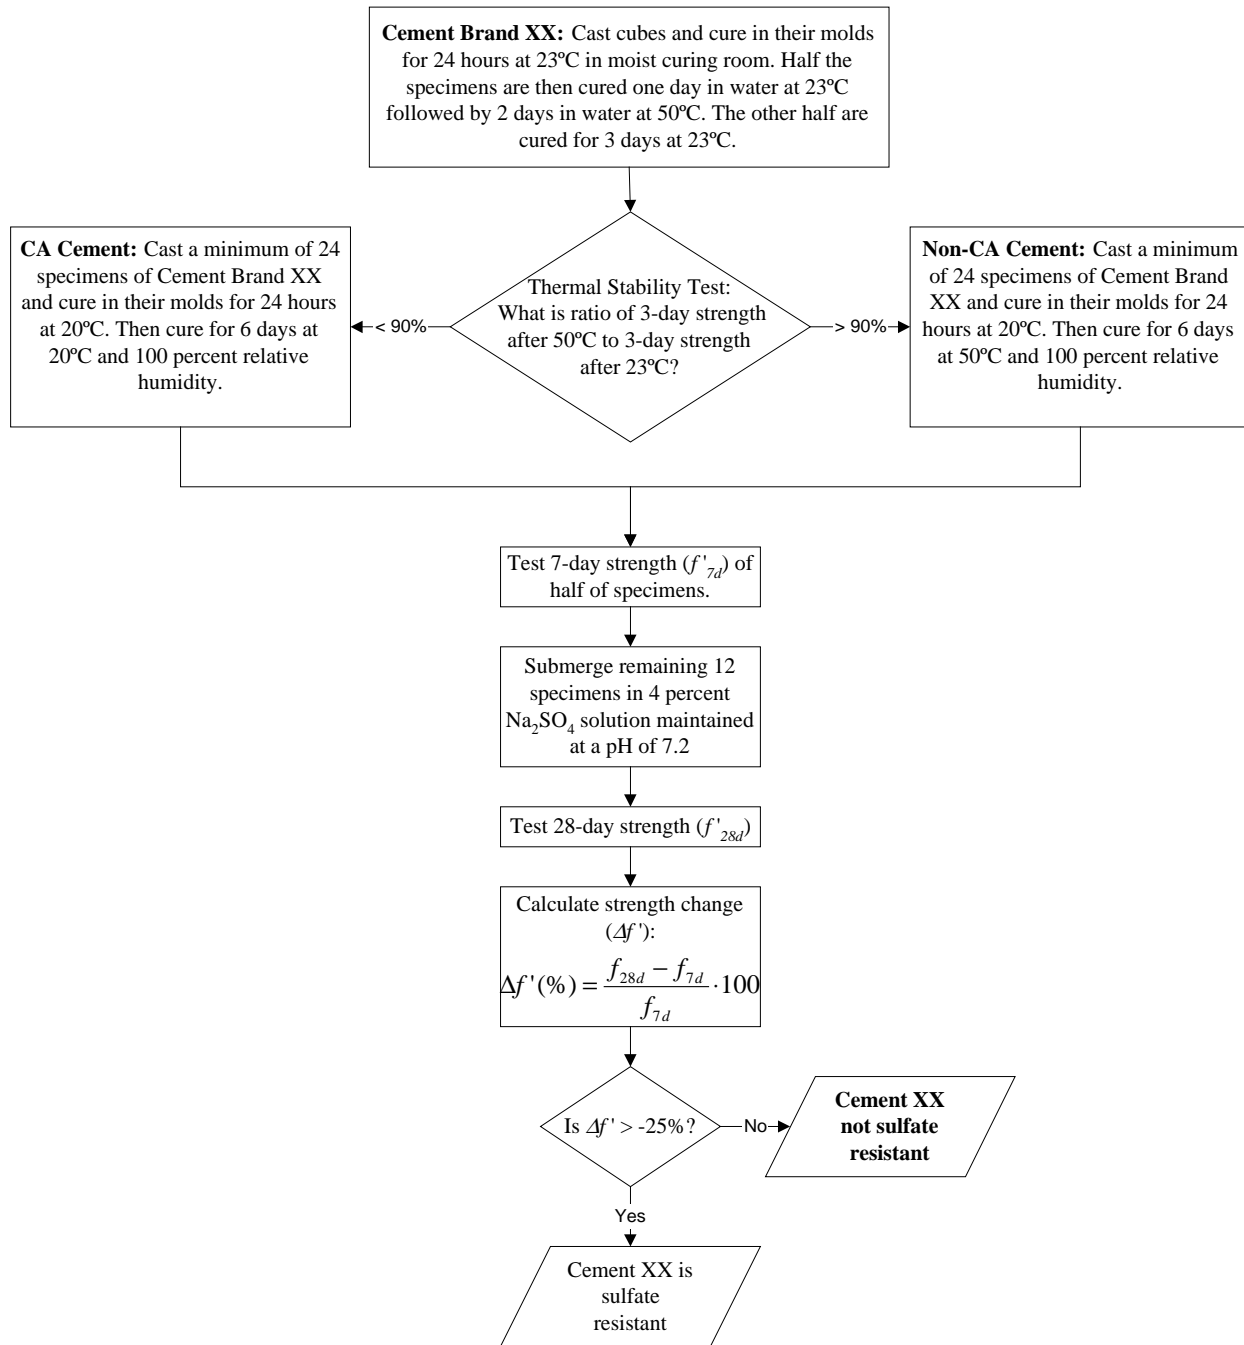 Cement Brand XX: Cast cubes and cure in their molds
for 24 hours at 23ºC in moist curing room. Half the
specimens are then cured one day in water at 23ºC
followed by 2 days in water at 50ºC. The other half are
cured for 3 days at 23ºC.
CA Cement: Cast a minimum of 24
specimens of Cement Brand XX
and cure in their molds for 24 hours
at 20ºC. Then cure for 6 days at
20ºC and 100 percent relative
humidity.
< 90%
Thermal Stability Test:
What is ratio of 3-day strength
after 50ºC to 3-day strength
after 23ºC?
> 90%
Non-CA Cement: Cast a minimum
of 24 specimens of Cement Brand
XX and cure in their molds for 24
hours at 20ºC. Then cure for 6 days
at 50ºC and 100 percent relative
humidity.
Test 7-day strength (f'7d) of
half of specimens.
Submerge remaining 12
specimens in 4 percent
Na2SO4 solution maintained
at a pH of 7.2
Test 28-day strength (f'28d)
Calculate strength change
(Δf'):
Δf'(%) = (f28d − f7d) / f7d · 100
Is Δf' > -25%?
No
Cement XX
not sulfate
resistant
Yes
Cement XX is
sulfate
resistant